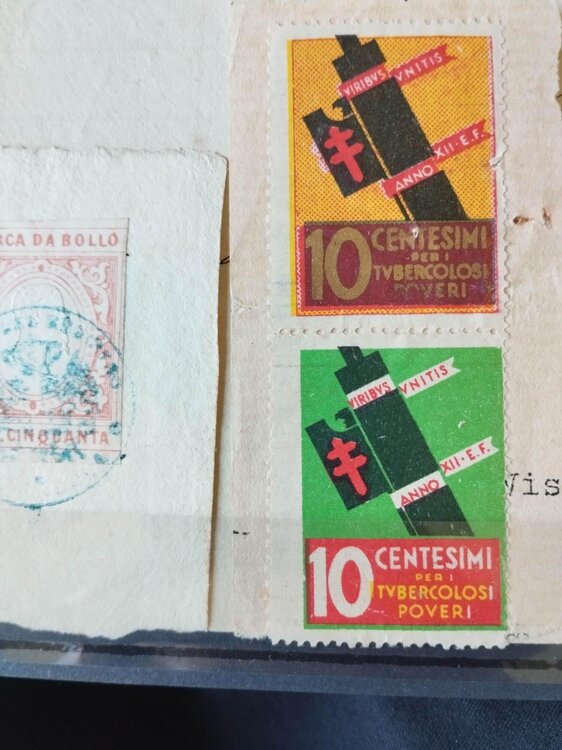 RCA DA BOLLO
CINQUANTA
VIRIBVS VNITIS
ANNO XII·E.F.
10 CENTESIMI
PER I
TVBERCOLOSI
POVERI
VIRIBVS VNITIS
ANNO XII·E.F.
10 CENTESIMI
PER I
TVBERCOLOSI
POVERI
Vis